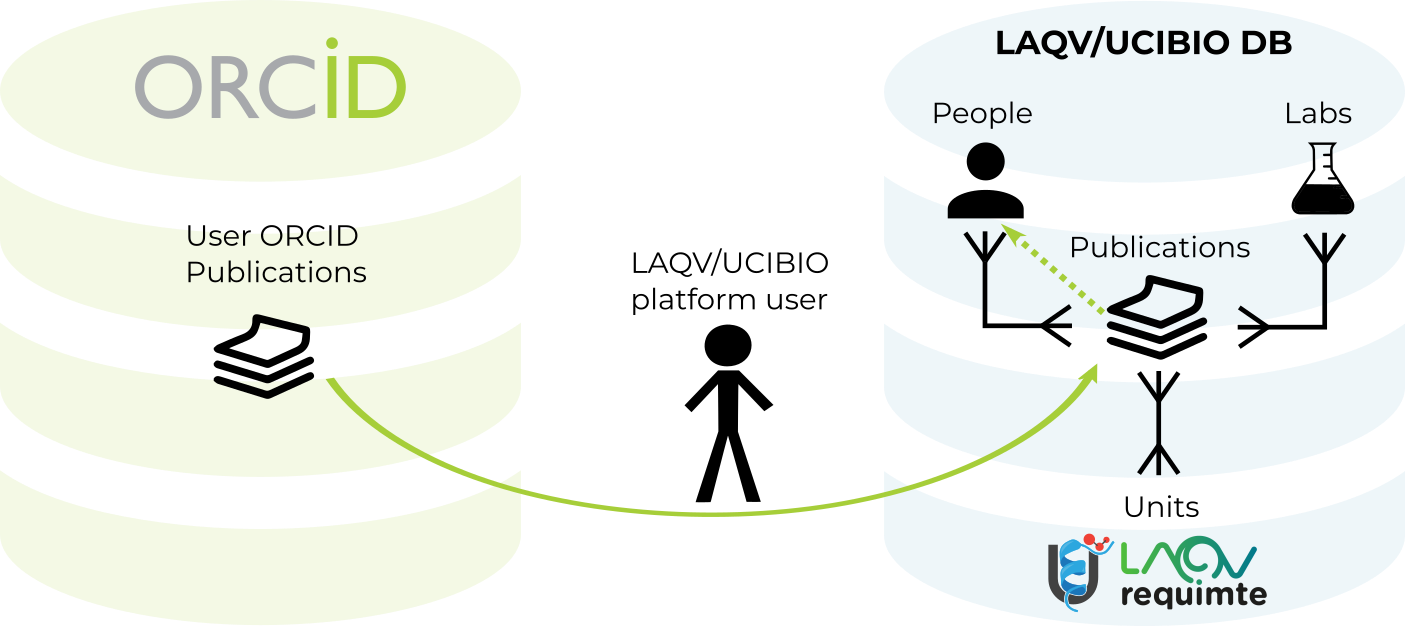 ORCiD
User ORCID
Publications
LAQV/UCIBIO
platform user
LAQV/UCIBIO DB
People
Labs
Publications
Units
LAQV
requimte